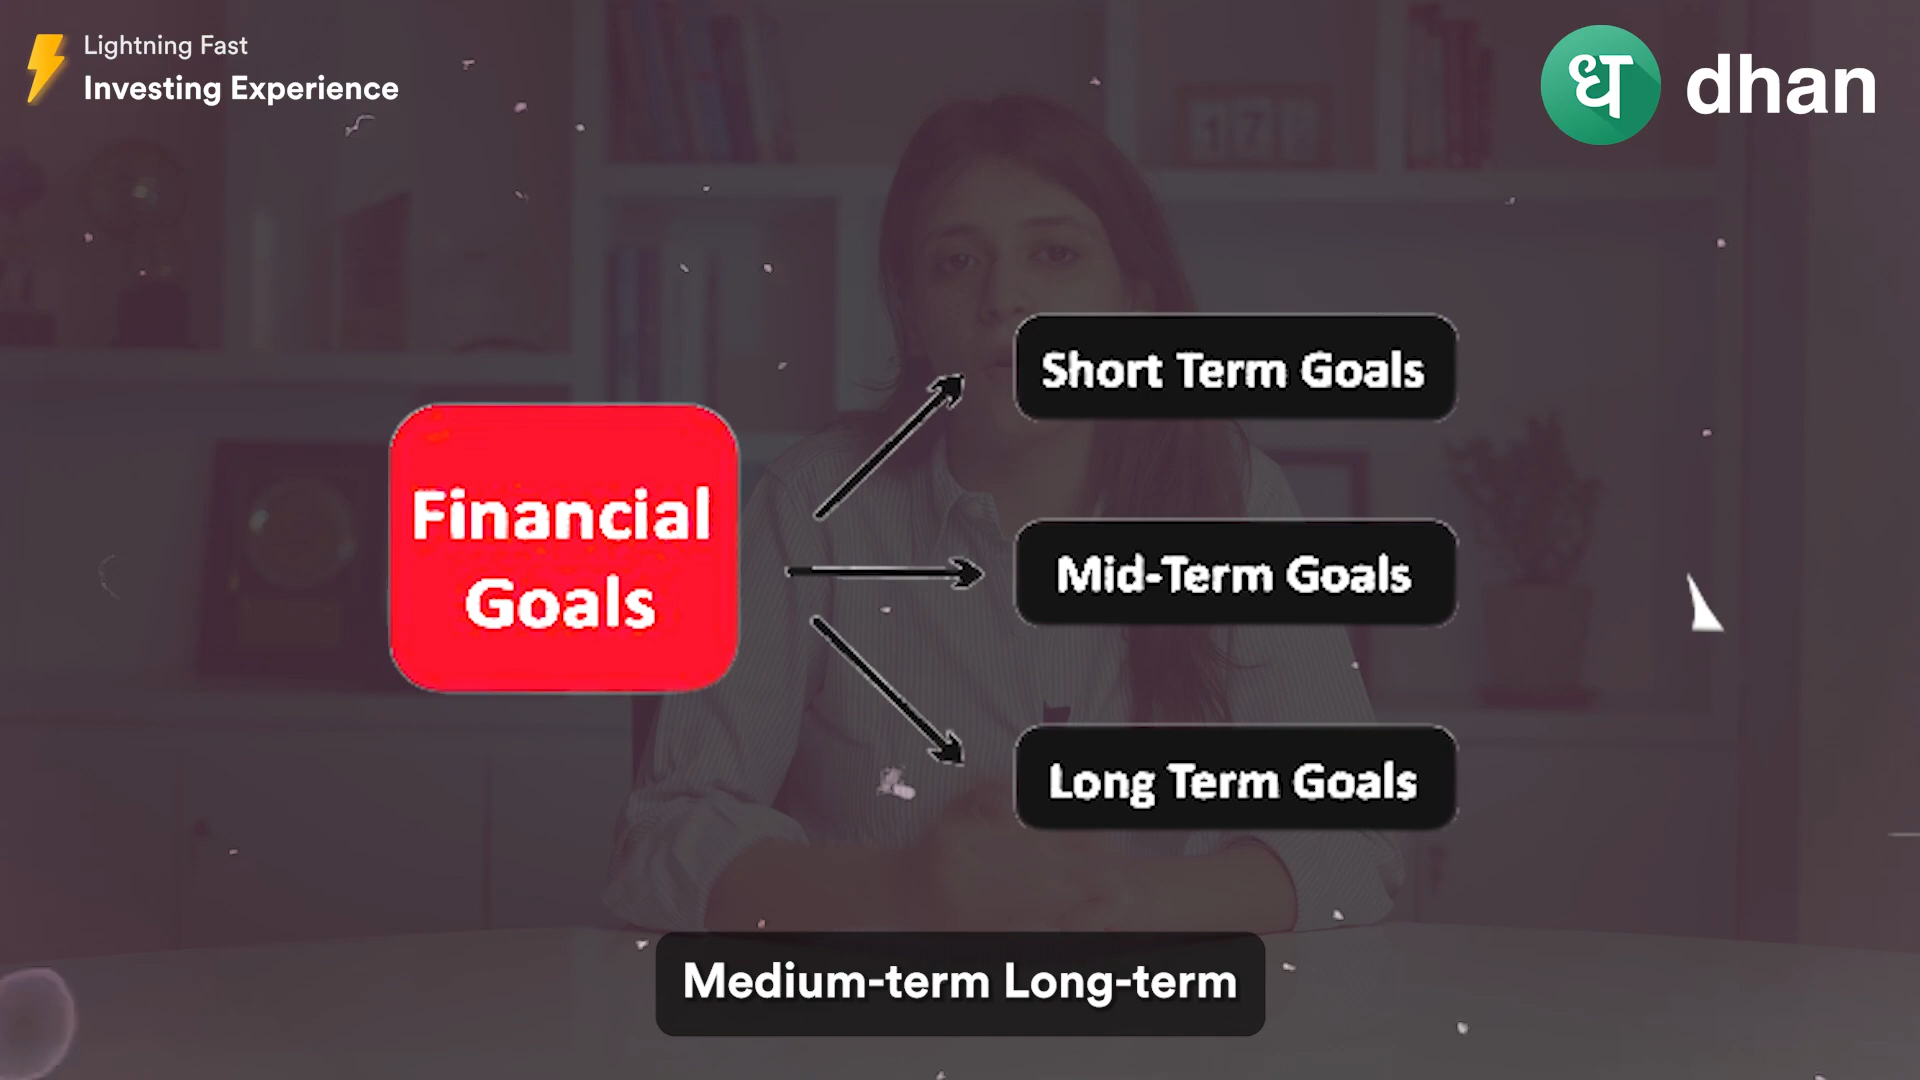 Lightning Fast
Investing Experience
ध dhan
Financial
Goals
Short Term Goals
Mid-Term Goals
Long Term Goals
Medium-term Long-term